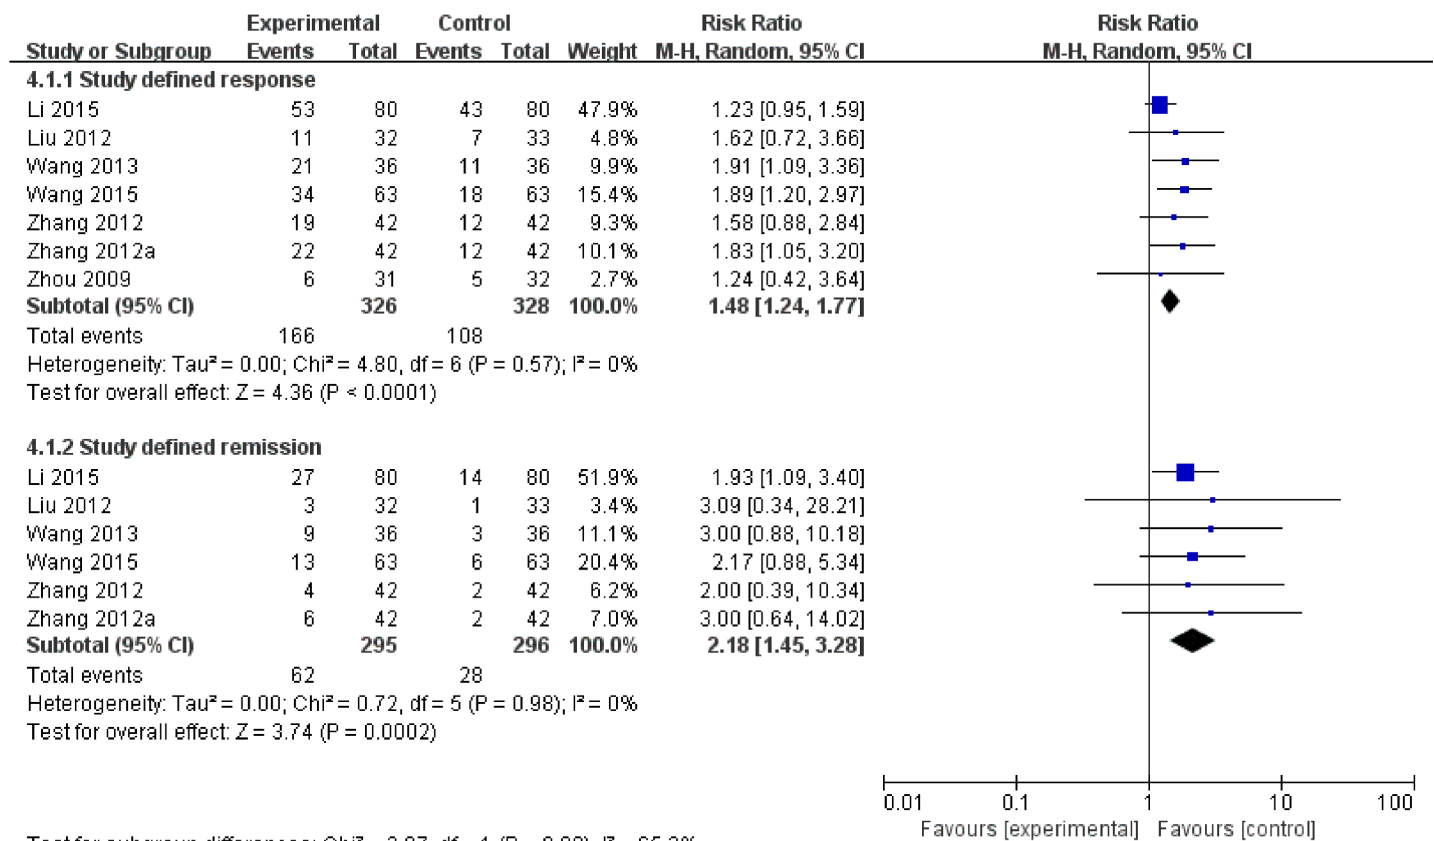 Experimental Control Risk Ratio Risk Ratio
Study or Subgroup Events Total Events Total Weight M-H, Random, 95% CI M-H, Random, 95% CI
4.1.1 Study defined response
Li 2015 53 80 43 80 47.9% 1.23 [0.95, 1.59]
Liu 2012 11 32 7 33 4.8% 1.62 [0.72, 3.66]
Wang 2013 21 36 11 36 9.9% 1.91 [1.09, 3.36]
Wang 2015 34 63 18 63 15.4% 1.89 [1.20, 2.97]
Zhang 2012 19 42 12 42 9.3% 1.58 [0.88, 2.84]
Zhang 2012a 22 42 12 42 10.1% 1.83 [1.05, 3.20]
Zhou 2009 6 31 5 32 2.7% 1.24 [0.42, 3.64]
Subtotal (95% CI) 326 328 100.0% 1.48 [1.24, 1.77]
Total events 166 108
Heterogeneity: Tau² = 0.00; Chi² = 4.80, df = 6 (P = 0.57); I² = 0%
Test for overall effect: Z = 4.36 (P < 0.0001)
4.1.2 Study defined remission
Li 2015 27 80 14 80 51.9% 1.93 [1.09, 3.40]
Liu 2012 3 32 1 33 3.4% 3.09 [0.34, 28.21]
Wang 2013 9 36 3 36 11.1% 3.00 [0.88, 10.18]
Wang 2015 13 63 6 63 20.4% 2.17 [0.88, 5.34]
Zhang 2012 4 42 2 42 6.2% 2.00 [0.39, 10.34]
Zhang 2012a 6 42 2 42 7.0% 3.00 [0.64, 14.02]
Subtotal (95% CI) 295 296 100.0% 2.18 [1.45, 3.28]
Total events 62 28
Heterogeneity: Tau² = 0.00; Chi² = 0.72, df = 5 (P = 0.98); I² = 0%
Test for overall effect: Z = 3.74 (P = 0.0002)
0.01 0.1 1 10 100
Favours [experimental] Favours [control]
Test for subgroup differences: Chi² =